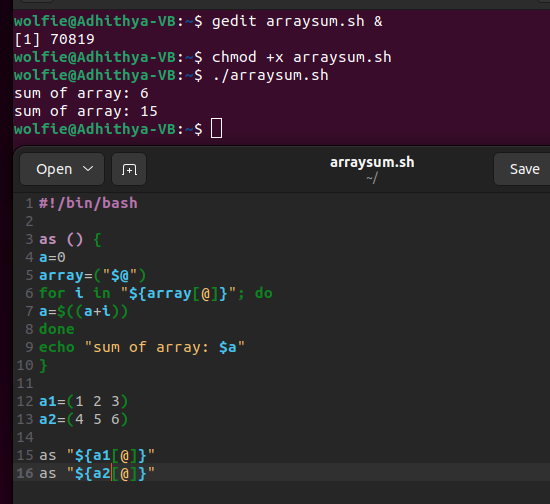 wolfie@Adhithya-VB:~$ gedit arraysum.sh &
[1] 70819
wolfie@Adhithya-VB:~$ chmod +x arraysum.sh
wolfie@Adhithya-VB:~$ ./arraysum.sh
sum of array: 6
sum of array: 15
wolfie@Adhithya-VB:~$
Open arraysum.sh Save
~/
1 #!/bin/bash
2
3 as () {
4 a=0
5 array=("$@")
6 for i in "${array[@]}"; do
7 a=$((a+i))
8 done
9 echo "sum of array: $a"
10 }
11
12 a1=(1 2 3)
13 a2=(4 5 6)
14
15 as "${a1[@]}"
16 as "${a2[@]}"